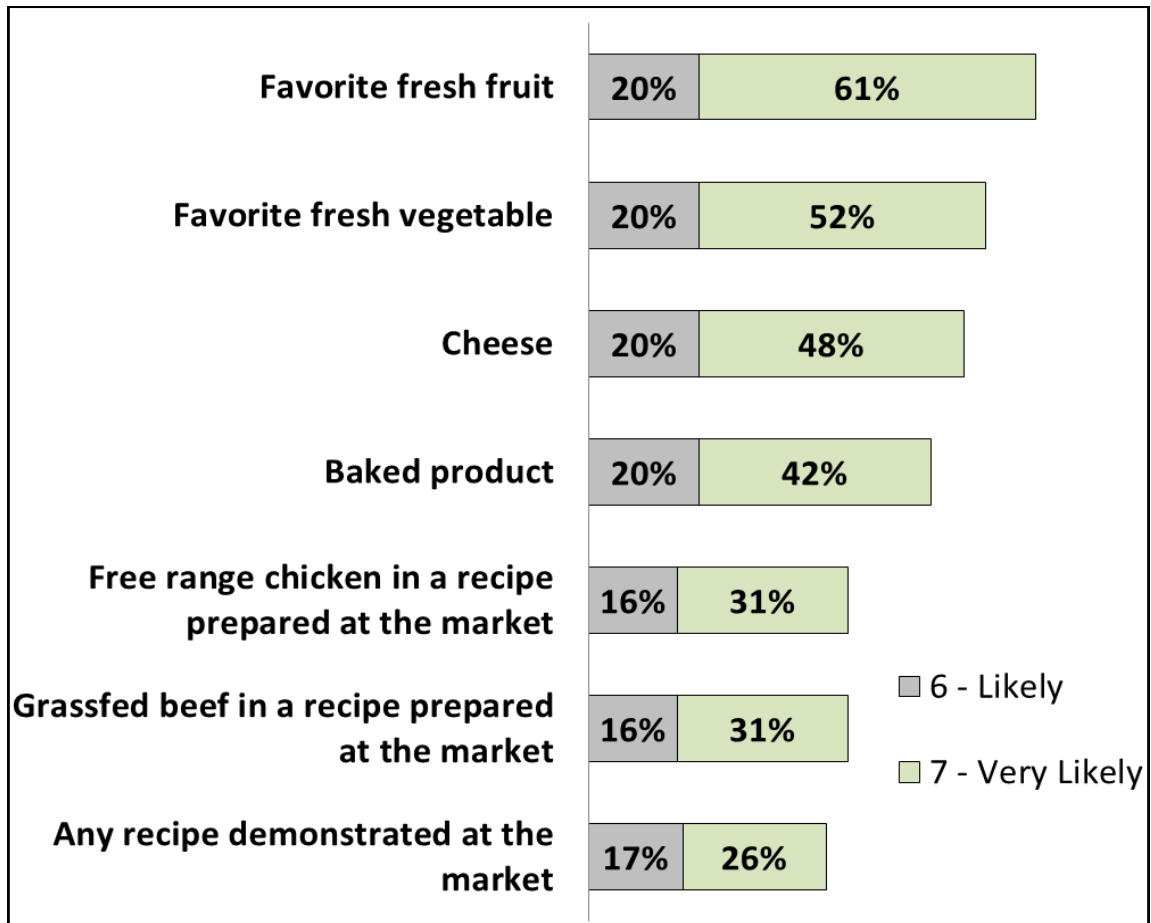 Favorite fresh fruit
20%
61%
Favorite fresh vegetable
20%
52%
Cheese
20%
48%
Baked product
20%
42%
Free range chicken in a recipe
prepared at the market
16%
31%
Grassfed beef in a recipe prepared
at the market
16%
31%
Any recipe demonstrated at the
market
17%
26%
6 - Likely
7 - Very Likely